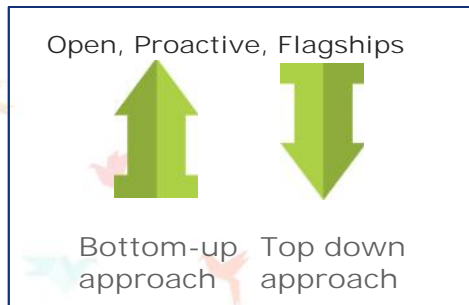 Open, Proactive, Flagships
Bottom-up approach
Top down approach